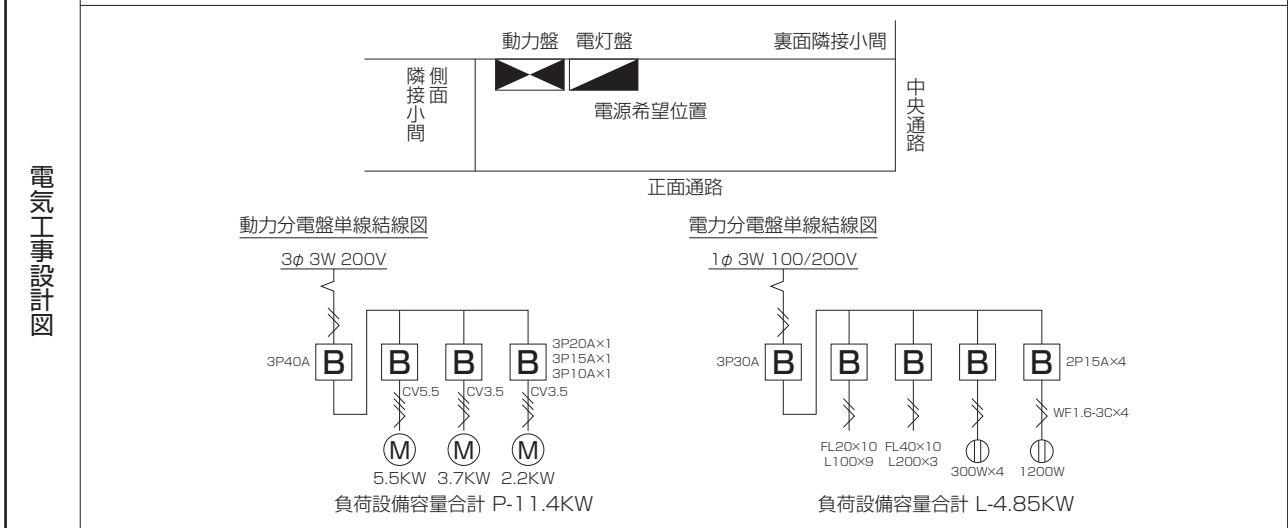 電気工事設計図
動力盤 電灯盤
裏面隣接小間
側面
隣接小間
電源希望位置
中央通路
正面通路
動力分電盤単線結線図
3φ 3W 200V
3P40A
B
B
B
B
3P20A×1
3P15A×1
3P10A×1
CV5.5
CV3.5
CV3.5
M
M
M
5.5KW 3.7KW 2.2KW
負荷設備容量合計 P-11.4KW
電力分電盤単線結線図
1φ 3W 100/200V
3P30A
B
B
B
B
B
2P15A×4
WF1.6-3C×4
FL20×10
L100×9
FL40×10
L200×3
300W×4
1200W
負荷設備容量合計 L-4.85KW